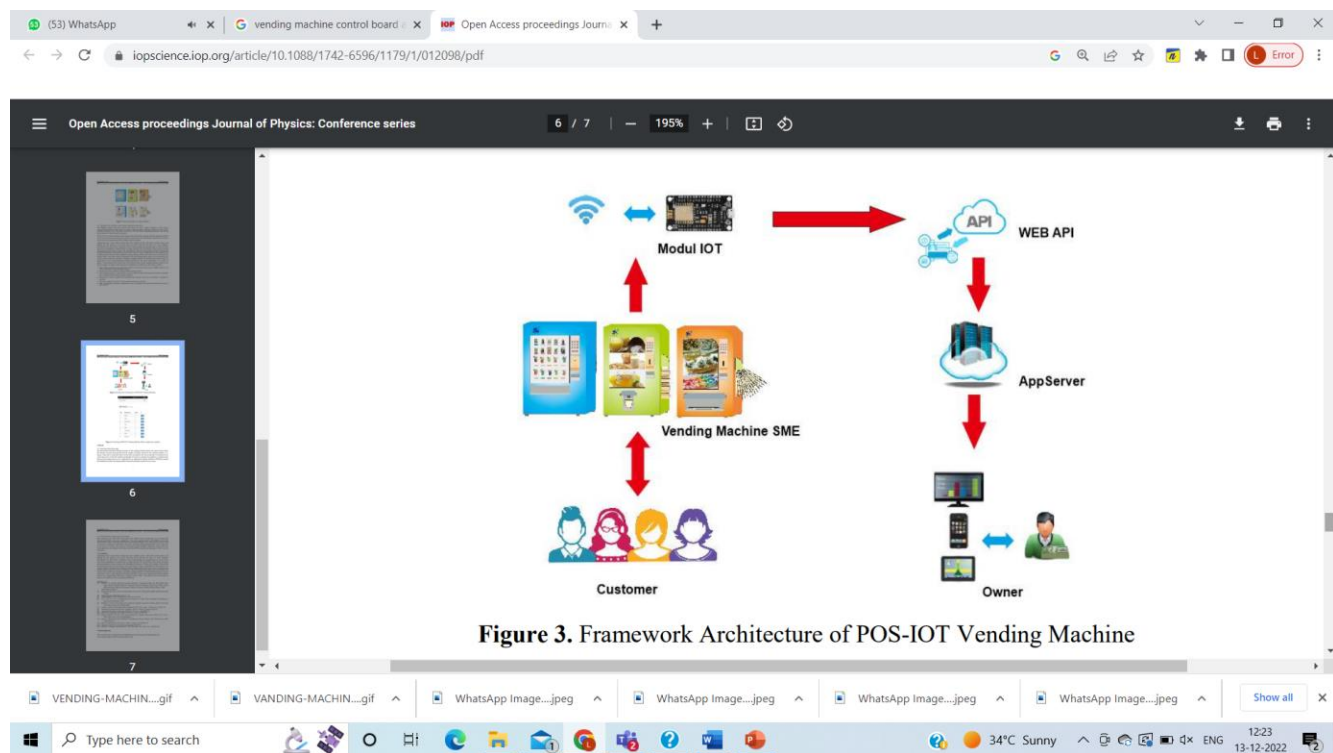 (53) WhatsApp
vending machine control board a
Open Access proceedings Journa
iopscience.iop.org/article/10.1088/1742-6596/1179/1/012098/pdf
Error
Open Access proceedings Journal of Physics: Conference series
6 / 7
195%
5
6
7
Modul IOT
API
WEB API
AppServer
Vending Machine SME
Customer
Owner
Figure 3. Framework Architecture of POS-IOT Vending Machine
VENDING-MACHIN....gif
VANDING-MACHIN....gif
WhatsApp Image....jpeg
WhatsApp Image....jpeg
WhatsApp Image....jpeg
WhatsApp Image....jpeg
Show all
Type here to search
34°C Sunny
ENG
12:23
13-12-2022